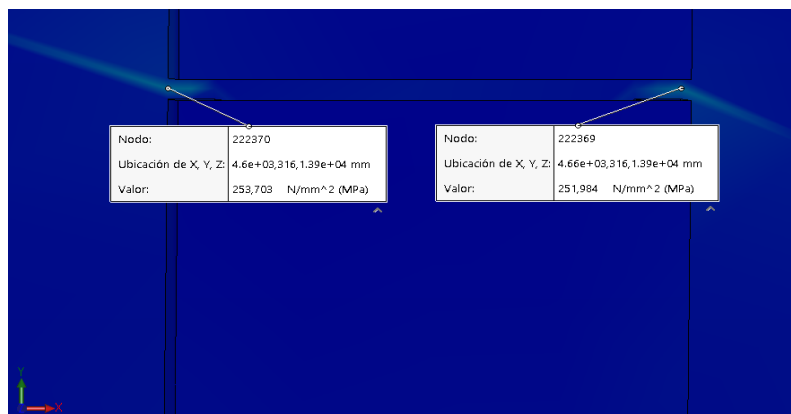 Nodo: 222370
Ubicación de X, Y, Z: 4.6e+03,316,1.39e+04 mm
Valor: 253,703 N/mm^2 (MPa)
Nodo: 222369
Ubicación de X, Y, Z: 4.66e+03,316,1.39e+04 mm
Valor: 251,984 N/mm^2 (MPa)
Y
X